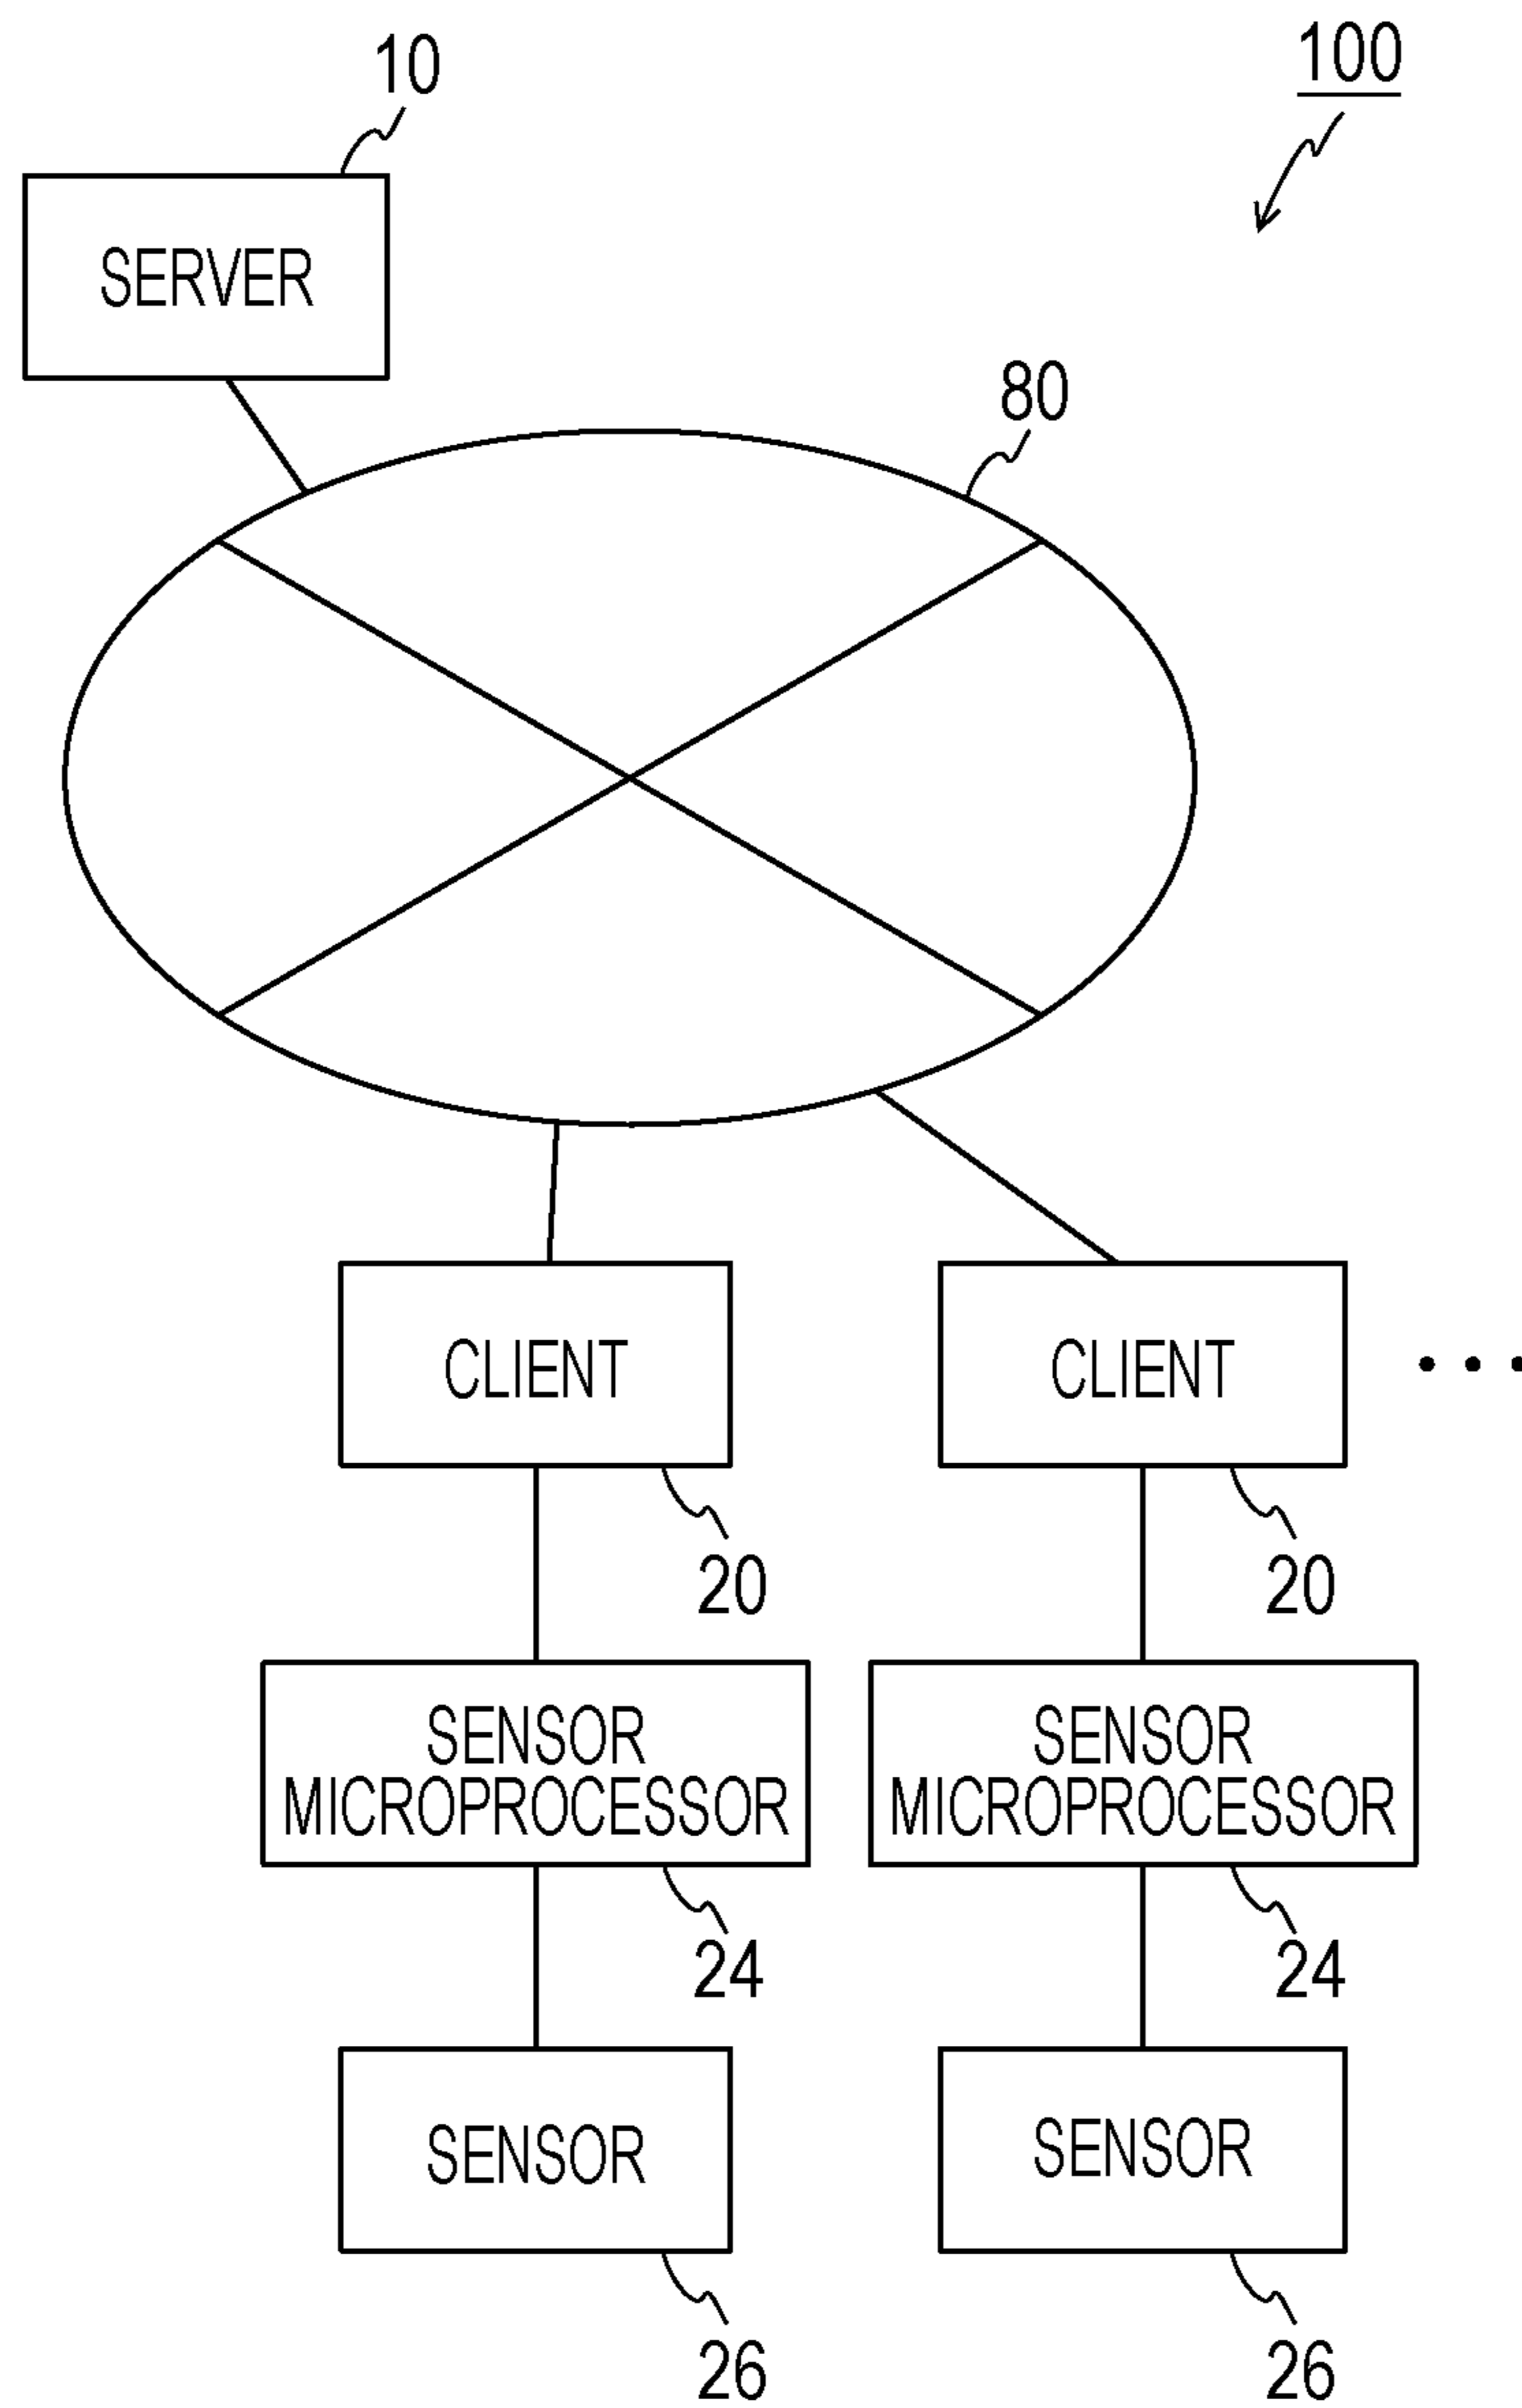 10
100
SERVER
80
CLIENT
CLIENT
20
20
SENSOR
MICROPROCESSOR
SENSOR
MICROPROCESSOR
24
24
SENSOR
SENSOR
26
26